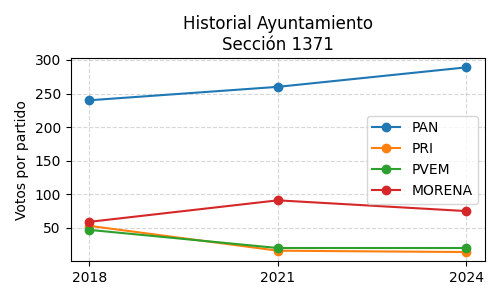 Historial Ayuntamiento
Sección 1371
Votos por partido
300
250
200
150
100
50
2018
2021
2024
PAN
PRI
PVEM
MORENA